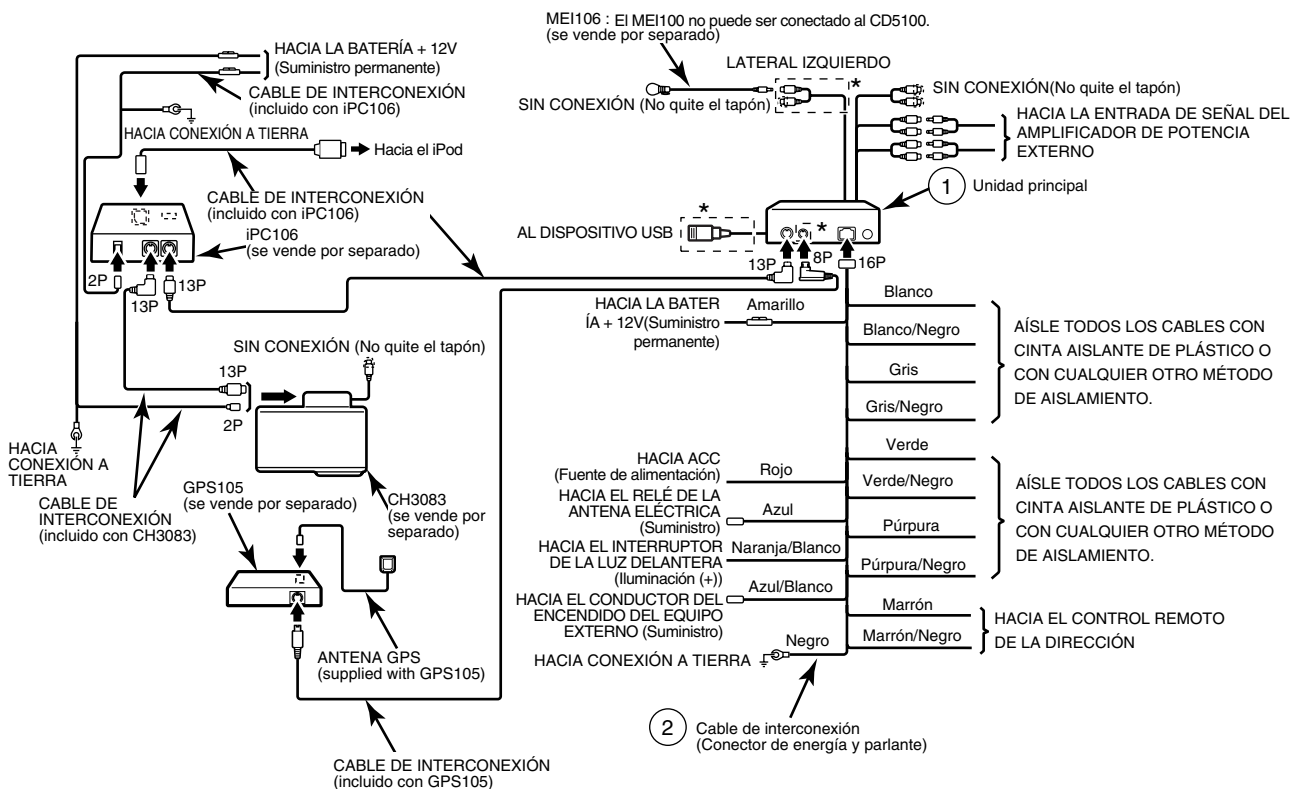 MEI106 : El MEI100 no puede ser conectado al CD5100.
(se vende por separado)
LATERAL IZQUIERDO
*
SIN CONEXIÓN (No quite el tapón)
SIN CONEXIÓN(No quite el tapón)
HACIA LA ENTRADA DE SEÑAL DEL
AMPLIFICADOR DE POTENCIA
EXTERNO
1
Unidad principal
HACIA LA BATERÍA + 12V
(Suministro permanente)
CABLE DE INTERCONEXIÓN
(incluido con iPC106)
HACIA CONEXIÓN A TIERRA
Hacia el iPod
CABLE DE INTERCONEXIÓN
(incluido con iPC106)
iPC106
(se vende por separado)
2P
13P
13P
*
AL DISPOSITIVO USB
*
13P
8P
16P
SIN CONEXIÓN (No quite el tapón)
13P
2P
HACIA
CONEXIÓN A
TIERRA
CABLE DE
INTERCONEXIÓN
(incluido con CH3083)
GPS105
(se vende por separado)
CH3083
(se vende por
separado)
ANTENA GPS
(supplied with GPS105)
CABLE DE INTERCONEXIÓN
(incluido con GPS105)
HACIA LA BATER
ÍA + 12V(Suministro
permanente)
Amarillo
HACIA ACC
(Fuente de alimentación)
Rojo
HACIA EL RELÉ DE LA
ANTENA ELÉCTRICA
(Suministro)
Azul
HACIA EL INTERRUPTOR
DE LA LUZ DELANTERA
(Iluminación (+))
Naranja/Blanco
HACIA EL CONDUCTOR DEL
ENCENDIDO DEL EQUIPO
EXTERNO (Suministro)
Azul/Blanco
HACIA CONEXIÓN A TIERRA
Negro
Blanco
Blanco/Negro
Gris
Gris/Negro
AÍSLE TODOS LOS CABLES CON
CINTA AISLANTE DE PLÁSTICO O
CON CUALQUIER OTRO MÉTODO
DE AISLAMIENTO.
Verde
Verde/Negro
Púrpura
Púrpura/Negro
AÍSLE TODOS LOS CABLES CON
CINTA AISLANTE DE PLÁSTICO O
CON CUALQUIER OTRO MÉTODO
DE AISLAMIENTO.
Marrón
Marrón/Negro
HACIA EL CONTROL REMOTO
DE LA DIRECCIÓN
2
Cable de interconexión
(Conector de energía y parlante)